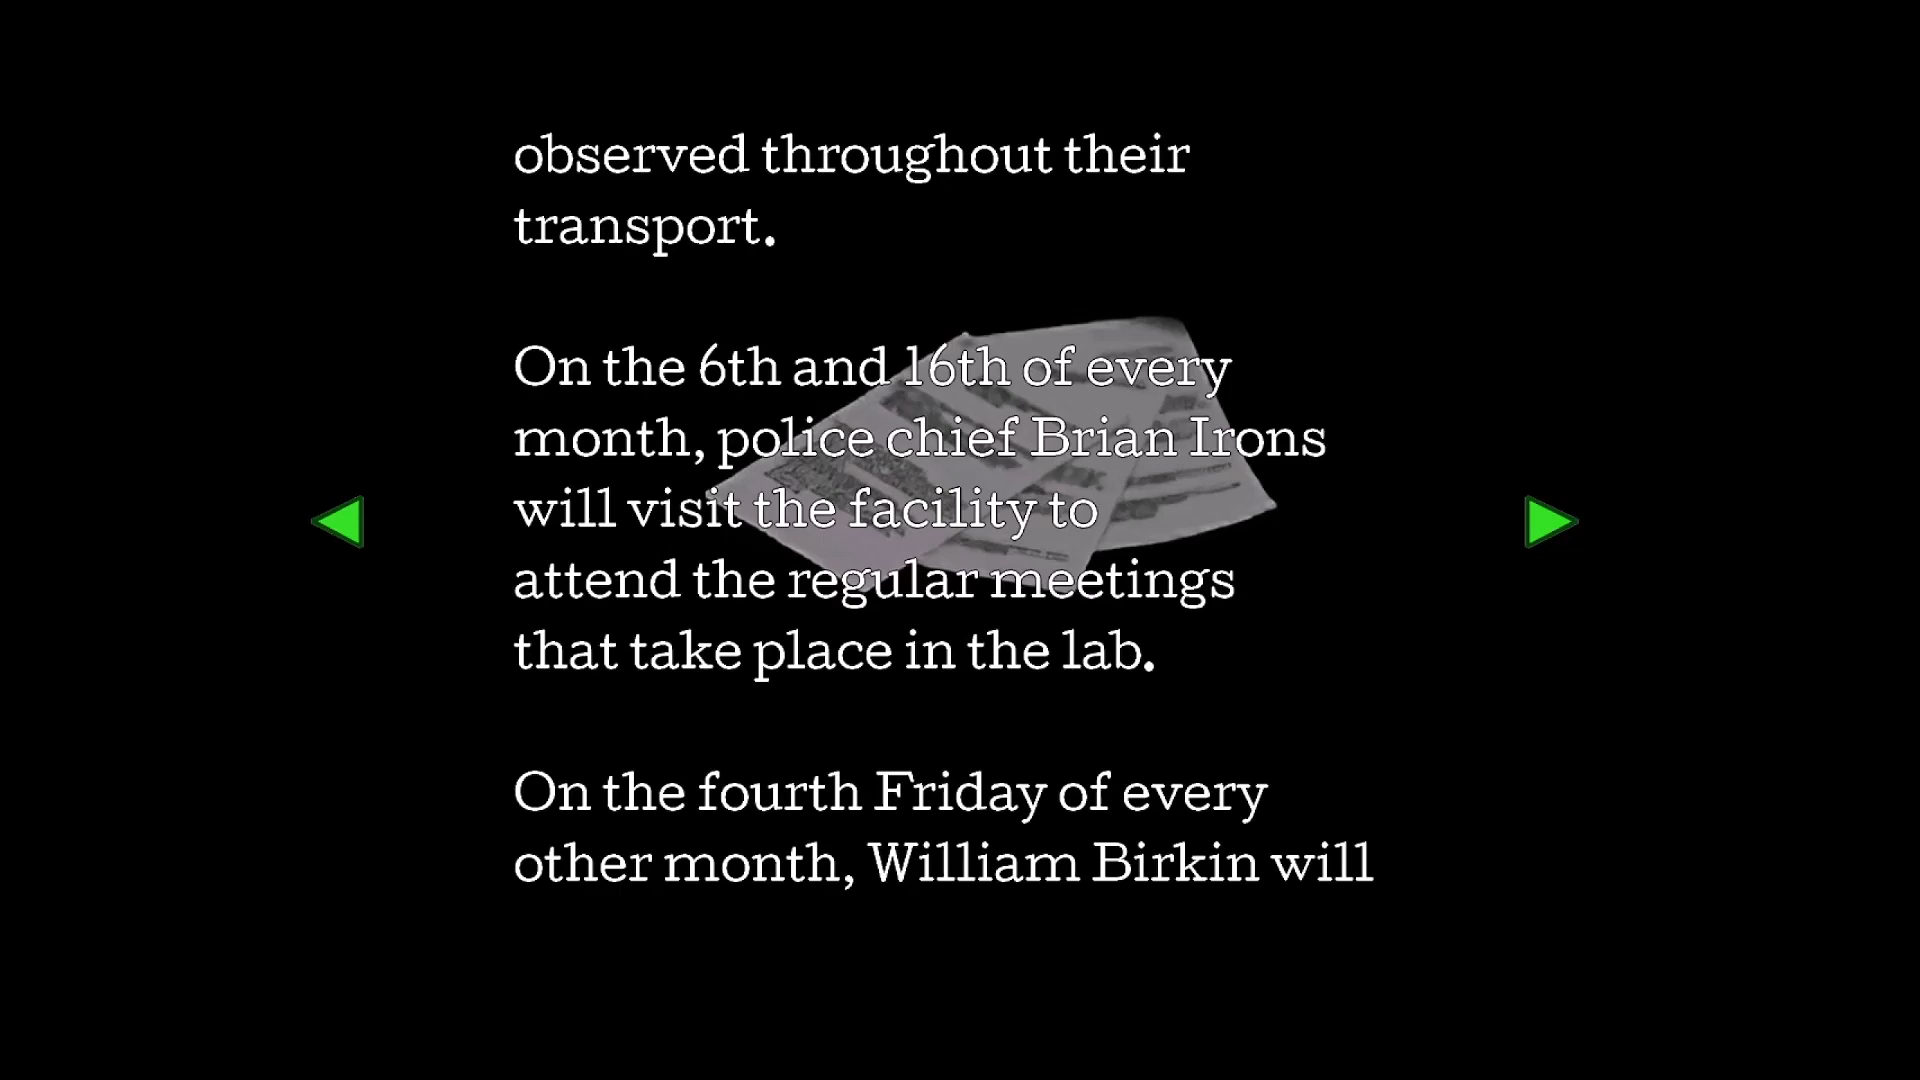 observed throughout their
transport.
On the 6th and 16th of every
month, police chief Brian Irons
will visit the facility to
attend the regular meetings
that take place in the lab.
On the fourth Friday of every
other month, William Birkin will